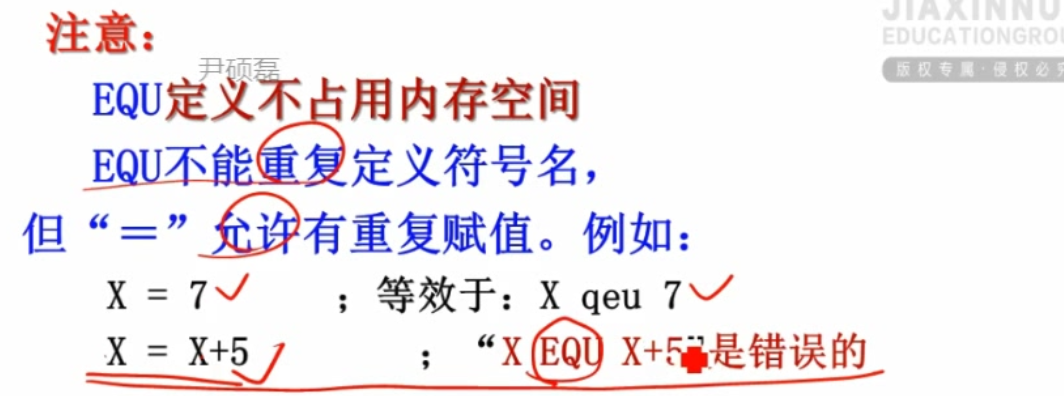 JIAXINNU
EDUCATIONGROU
版权专属·侵权必究
注意：
尹硕磊
EQU定义不占用内存空间
EQU不能重复定义符号名，
但“＝”允许有重复赋值。例如：
X = 7 ；等效于：X qeu 7
X = X+5 ；“X EQU X+5”是错误的